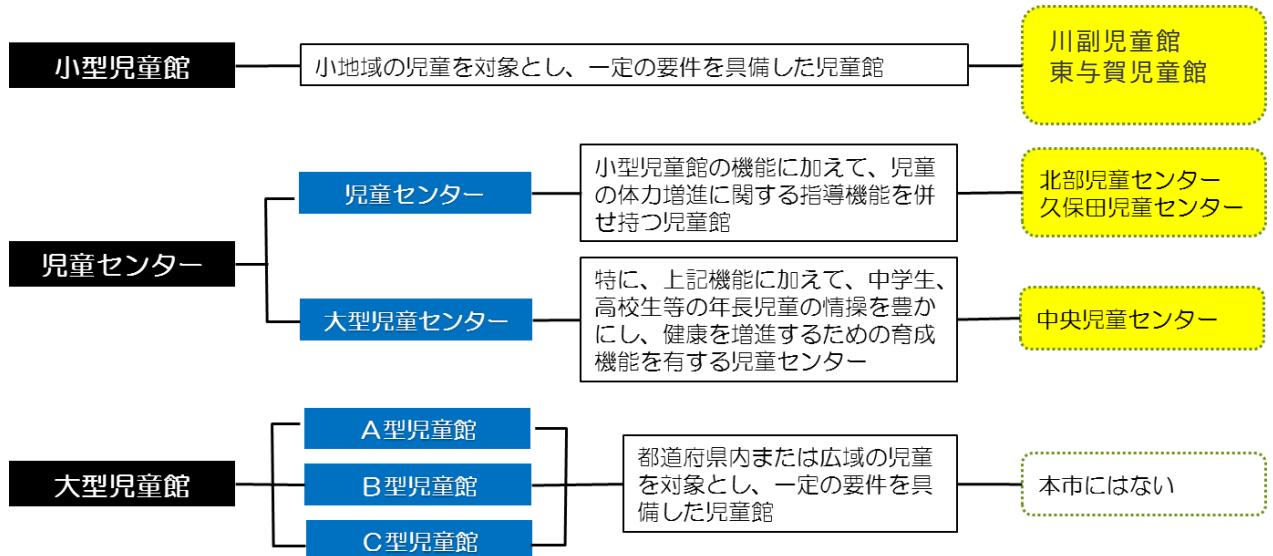 小型児童館
小地域の児童を対象とし、一定の要件を具備した児童館
川副児童館
東与賀児童館
児童センター
児童センター
小型児童館の機能に加えて、児童
の体力増進に関する指導機能を併
せ持つ児童館
北部児童センター
久保田児童センター
大型児童センター
特に、上記機能に加えて、中学生、
高校生等の年長児童の情操を豊か
にし、健康を増進するための育成
機能を有する児童センター
中央児童センター
大型児童館
A型児童館
B型児童館
C型児童館
都道府県内または広域の児童
を対象とし、一定の要件を具
備した児童館
本市にはない